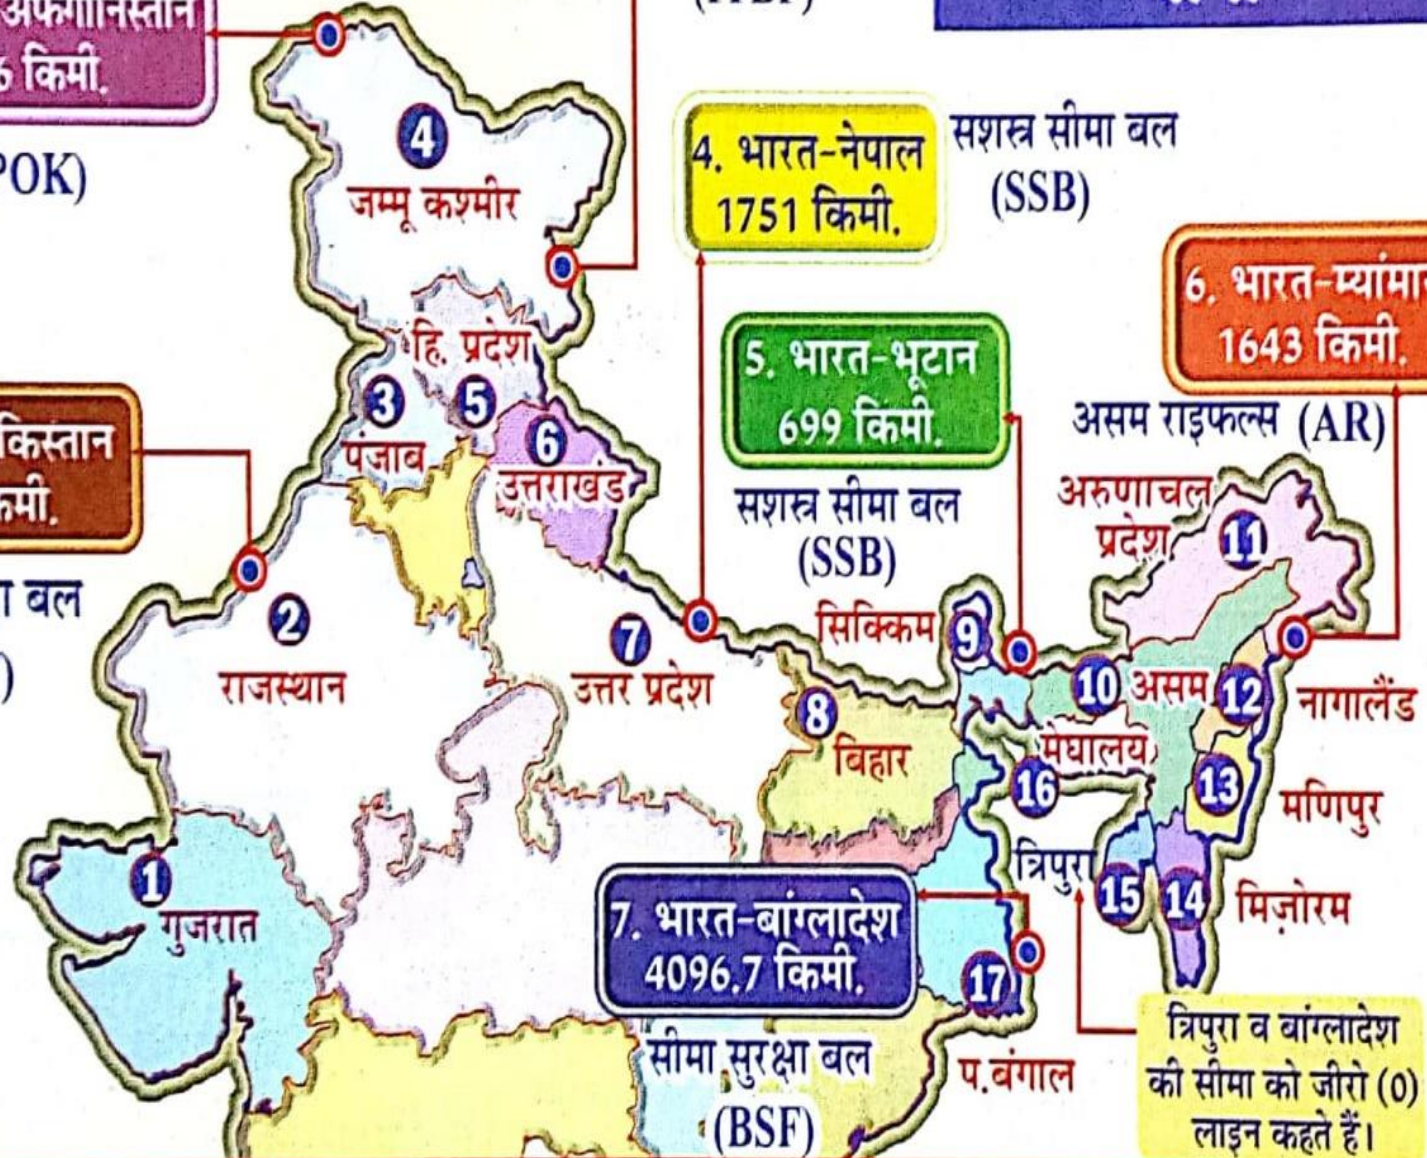 अफगानिस्तान
6 किमी.
POK)
4
जम्मू कश्मीर
4. भारत-नेपाल
1751 किमी.
सशस्त्र सीमा बल
(SSB)
6. भारत-म्यांमार
1643 किमी.
असम राइफल्स (AR)
5. भारत-भूटान
699 किमी.
सशस्त्र सीमा बल
(SSB)
हि. प्रदेश
3
5
6
पंजाब
उत्तराखंड
किस्तान
कमी.
बल
)
अरुणाचल
प्रदेश
11
2
राजस्थान
7
उत्तर प्रदेश
सिक्किम
9
10
असम
12
नागालैंड
8
बिहार
मेघालय
16
13
मणिपुर
1
गुजरात
त्रिपुरा
15
14
मिज़ोरम
7. भारत-बांग्लादेश
4096.7 किमी.
17
सीमा सुरक्षा बल
(BSF)
प.बंगाल
त्रिपुरा व बांग्लादेश
की सीमा को जीरो (0)
लाइन कहते हैं।